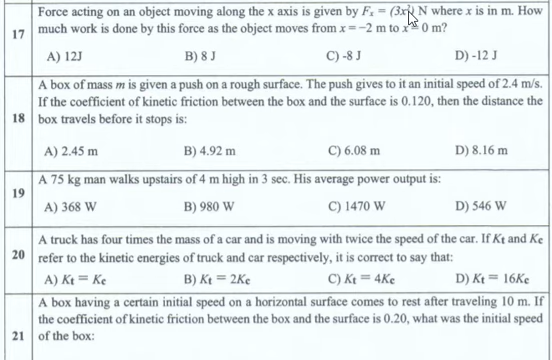 17
Force acting on an object moving along the x axis is given by Fₓ = (3x²) N where x is in m. How
much work is done by this force as the object moves from x = −2 m to x = 0 m?
A) 12J B) 8 J C) -8 J D) -12 J
18
A box of mass m is given a push on a rough surface. The push gives to it an initial speed of 2.4 m/s.
If the coefficient of kinetic friction between the box and the surface is 0.120, then the distance the
box travels before it stops is:
A) 2.45 m B) 4.92 m C) 6.08 m D) 8.16 m
19
A 75 kg man walks upstairs of 4 m high in 3 sec. His average power output is:
A) 368 W B) 980 W C) 1470 W D) 546 W
20
A truck has four times the mass of a car and is moving with twice the speed of the car. If Kt and Kc
refer to the kinetic energies of truck and car respectively, it is correct to say that:
A) Kt = Kc B) Kt = 2Kc C) Kt = 4Kc D) Kt = 16Kc
21
A box having a certain initial speed on a horizontal surface comes to rest after traveling 10 m. If
the coefficient of kinetic friction between the box and the surface is 0.20, what was the initial speed
of the box: